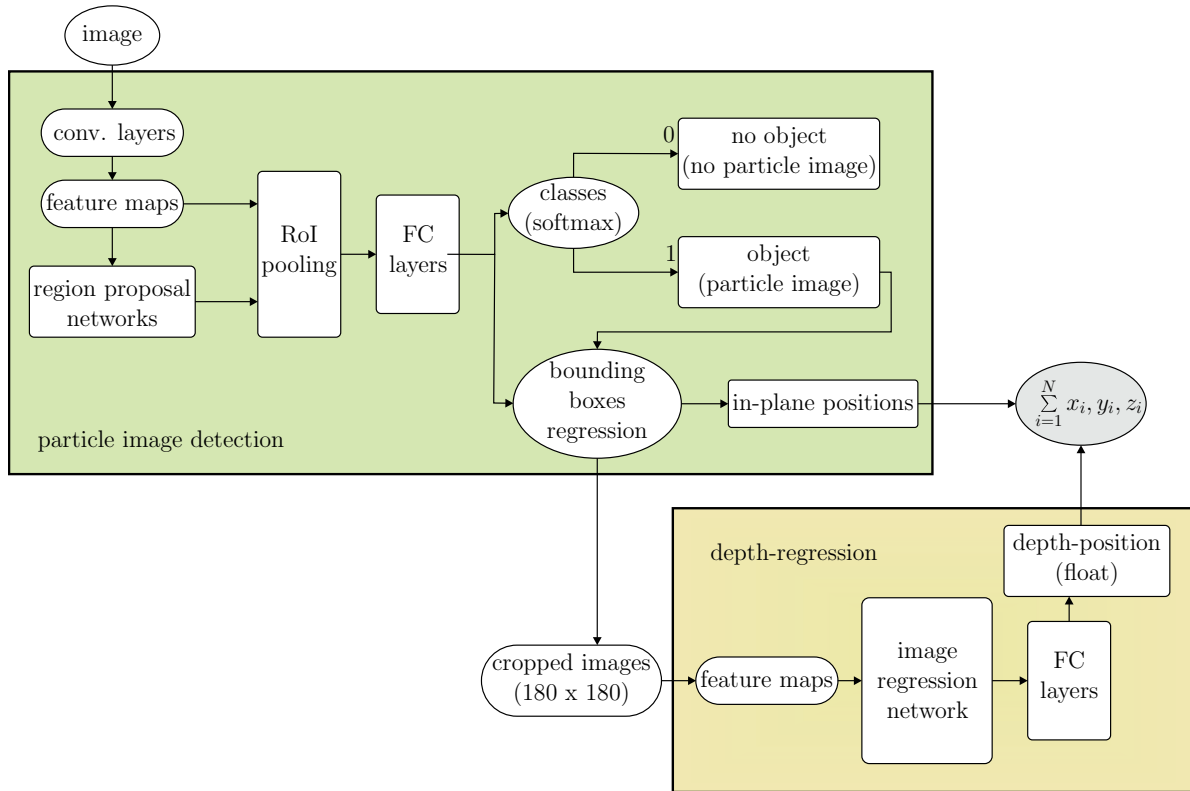 image
conv. layers
feature maps
region proposal
networks
RoI
pooling
FC
layers
classes
(softmax)
0
no object
(no particle image)
1
object
(particle image)
bounding
boxes
regression
in-plane positions
particle image detection
N
∑ x_i, y_i, z_i
i=1
depth-regression
depth-position
(float)
cropped images
(180 x 180)
feature maps
image
regression
network
FC
layers